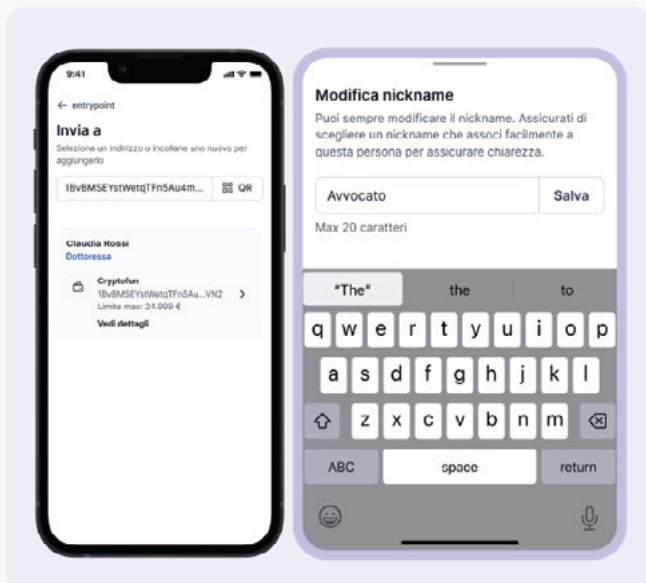 9:41
← entrypoint
Invia a
Seleziona un indirizzo o incollane uno nuovo per
aggiungerlo
1BvBMSEYstWetqTFn5Au4m... QR
Claudia Rossi
Dottoressa
Cryptofun
1BvBMSEYstWetqTFn5Au...VN2
Limite max: 24.999 €
Vedi dettagli
Modifica nickname
Puoi sempre modificare il nickname. Assicurati di
scegliere un nickname che associ facilmente a
questa persona per assicurare chiarezza.
Avvocato Salva
Max 20 caratteri
"The" the to
q w e r t y u i o p
a s d f g h j k l
z x c v b n m
ABC space return